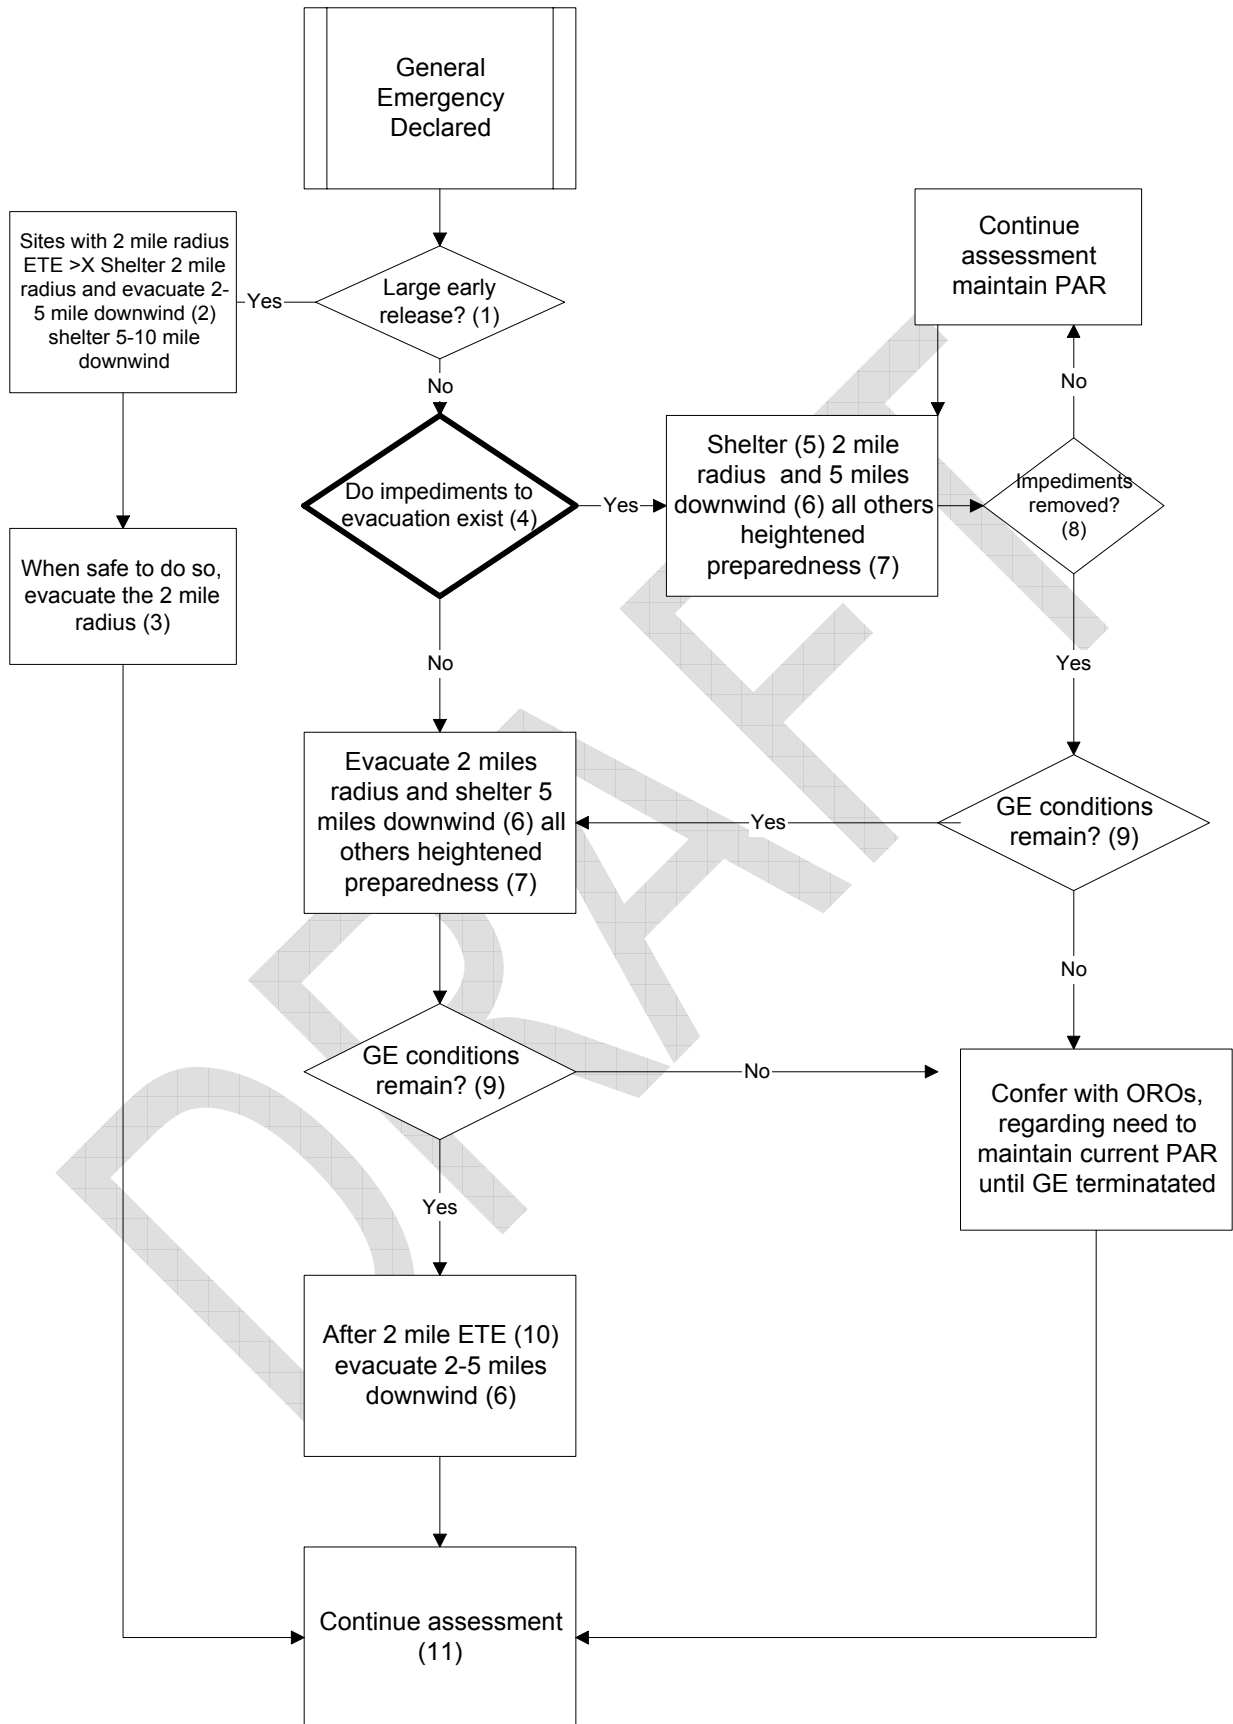 General
Emergency
Declared
Sites with 2 mile radius
ETE >X Shelter 2 mile
radius and evacuate 2-
5 mile downwind (2)
shelter 5-10 mile
downwind
Yes
Large early
release? (1)
Continue
assessment
maintain PAR
No
No
Do impediments to
evacuation exist (4)
Yes
Shelter (5) 2 mile
radius and 5 miles
downwind (6) all others
heightened
preparedness (7)
Impediments
removed?
(8)
When safe to do so,
evacuate the 2 mile
radius (3)
No
Yes
Evacuate 2 miles
radius and shelter 5
miles downwind (6) all
others heightened
preparedness (7)
Yes
GE conditions
remain? (9)
No
GE conditions
remain? (9)
No
Confer with OROs,
regarding need to
maintain current PAR
until GE terminatated
Yes
After 2 mile ETE (10)
evacuate 2-5 miles
downwind (6)
Continue assessment
(11)
DRAFT